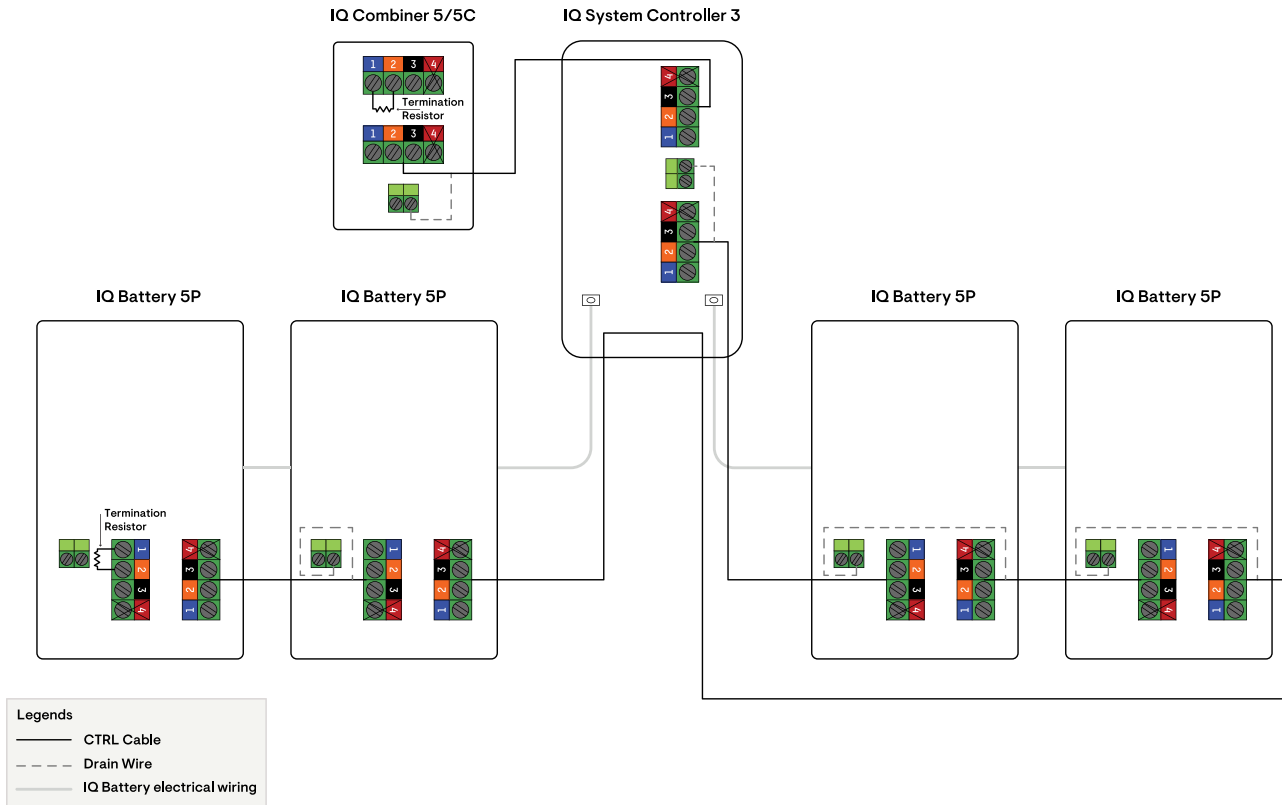 IQ Combiner 5/5C
IQ System Controller 3
1 2 3 4
Termination
Resistor
1 2 3 4
4
3
2
1
4
3
2
1
IQ Battery 5P
IQ Battery 5P
IQ Battery 5P
IQ Battery 5P
Termination
Resistor
1
2
3
4
4
3
2
1
1
2
3
4
4
3
2
1
1
2
3
4
4
3
2
1
1
2
3
4
4
3
2
1
Legends
CTRL Cable
Drain Wire
IQ Battery electrical wiring